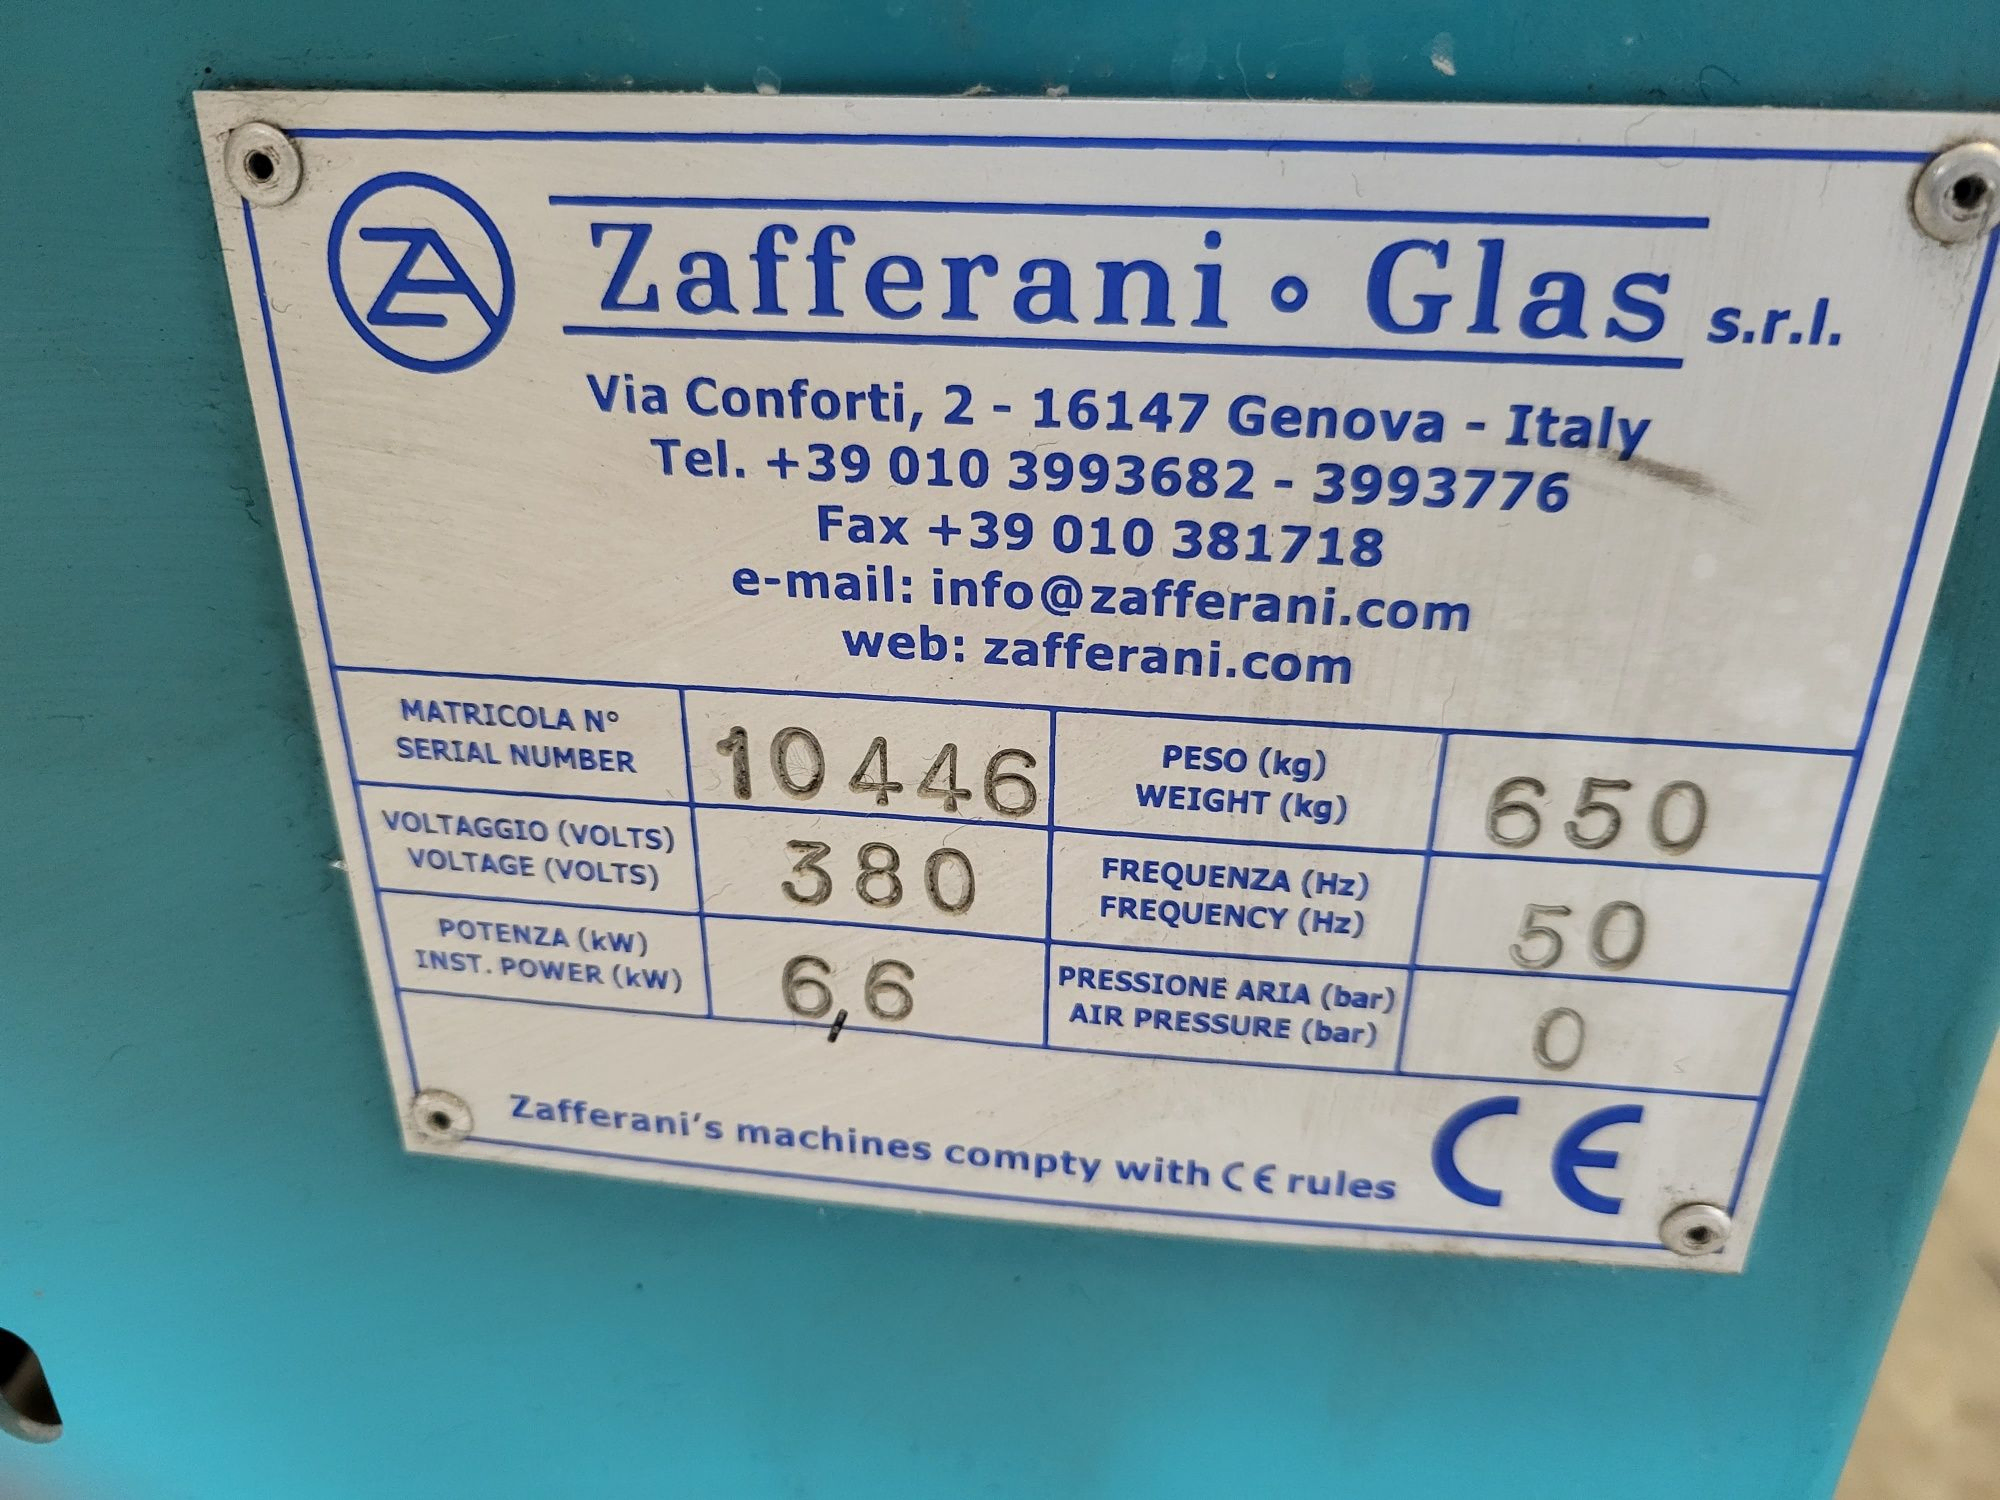 ZA Zafferani ∘ Glas s.r.l.
Via Conforti, 2 - 16147 Genova - Italy
Tel. +39 010 3993682 - 3993776
Fax +39 010 381718
e-mail: info@zafferani.com
web: zafferani.com
MATRICOLA N°
SERIAL NUMBER
10446
PESO (kg)
WEIGHT (kg)
650
VOLTAGGIO (VOLTS)
VOLTAGE (VOLTS)
380
FREQUENZA (Hz)
FREQUENCY (Hz)
50
POTENZA (kW)
INST. POWER (kW)
6,6
PRESSIONE ARIA (bar)
AIR PRESSURE (bar)
0
Zafferani’s machines compty with CE rules CE